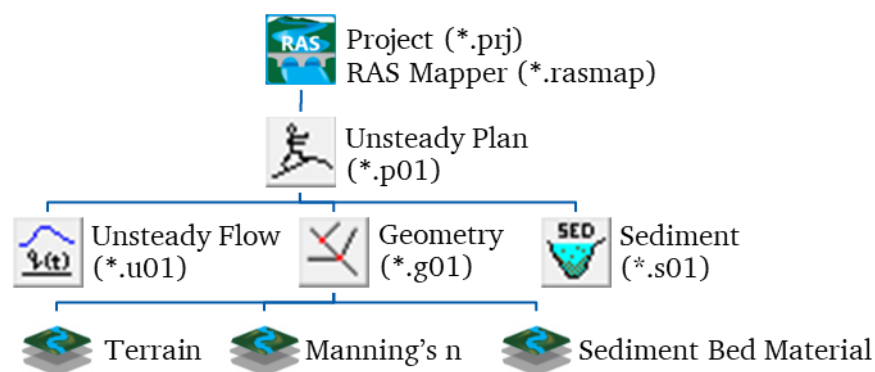 RAS
Project (*.prj)
RAS Mapper (*.rasmap)
Unsteady Plan
(*.p01)
q(t)
Unsteady Flow
(*.u01)
Geometry
(*.g01)
SED
Sediment
(*.s01)
Terrain
Manning’s n
Sediment Bed Material